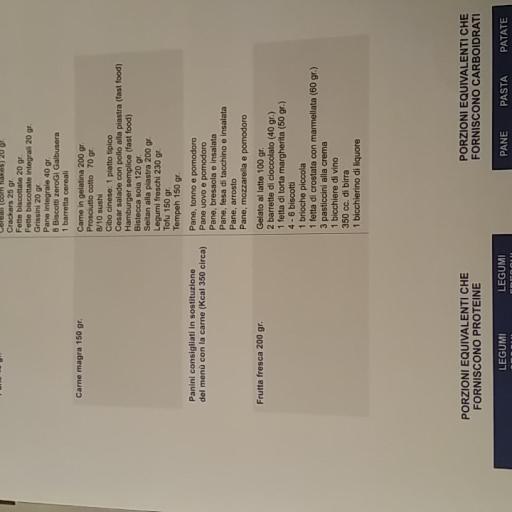 Crackers 25 gr.
Fette biscottate 20 gr.
Fette biscottate integrali 20 gr.
Grissini 20 gr.
Pane integrale 40 gr.
8 Biscotti zeroGi Galbusera
1 barretta cereali
Carne magra 150 gr.
Carne in gelatina 200 gr
Prosciutto cotto 70 gr.
8/10 sushi
Cibo cinese: 1 piatto tipico
Cesar salade con pollo alla piastra (fast food)
Hamburger semplice (fast food)
Bistecca soia 120 gr.
Seitan alla piastra 200 gr.
Legumi freschi 230 gr.
Tofu 150 gr.
Tempeh 150 gr.
Panini consigliati in sostituzione
del menù con la carne (Kcal 350 circa)
Pane, tonno e pomodoro
Pane uovo e pomodoro
Pane, bresaola e insalata
Pane, fesa di tacchino e insalata
Pane, arrosto
Pane, mozzarella e pomodoro
Frutta fresca 200 gr.
Gelato al latte 100 gr.
2 barrette di cioccolato (40 gr.)
1 fetta di torta margherita (50 gr.)
4 - 6 biscotti
1 brioche piccola
1 fetta di crostata con marmellata (60 gr.)
3 pasticcini alla crema
1 bicchiere di vino
350 cc. di birra
1 bicchierino di liquore
PORZIONI EQUIVALENTI CHE
FORNISCONO PROTEINE
PORZIONI EQUIVALENTI CHE
FORNISCONO CARBOIDRATI
LEGUMI
LEGUMI
PANE
PASTA
PATATE